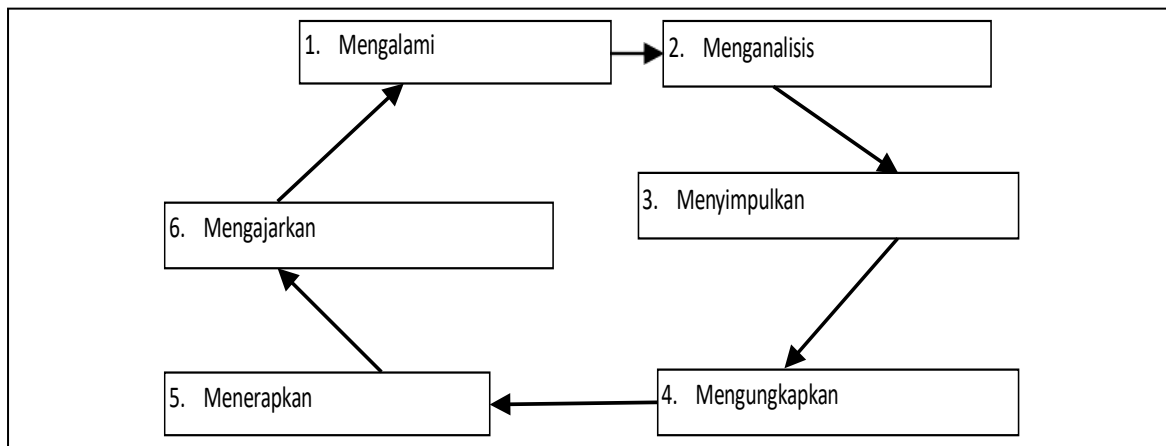 1. Mengalami
2. Menganalisis
3. Menyimpulkan
4. Mengungkapkan
5. Menerapkan
6. Mengajarkan